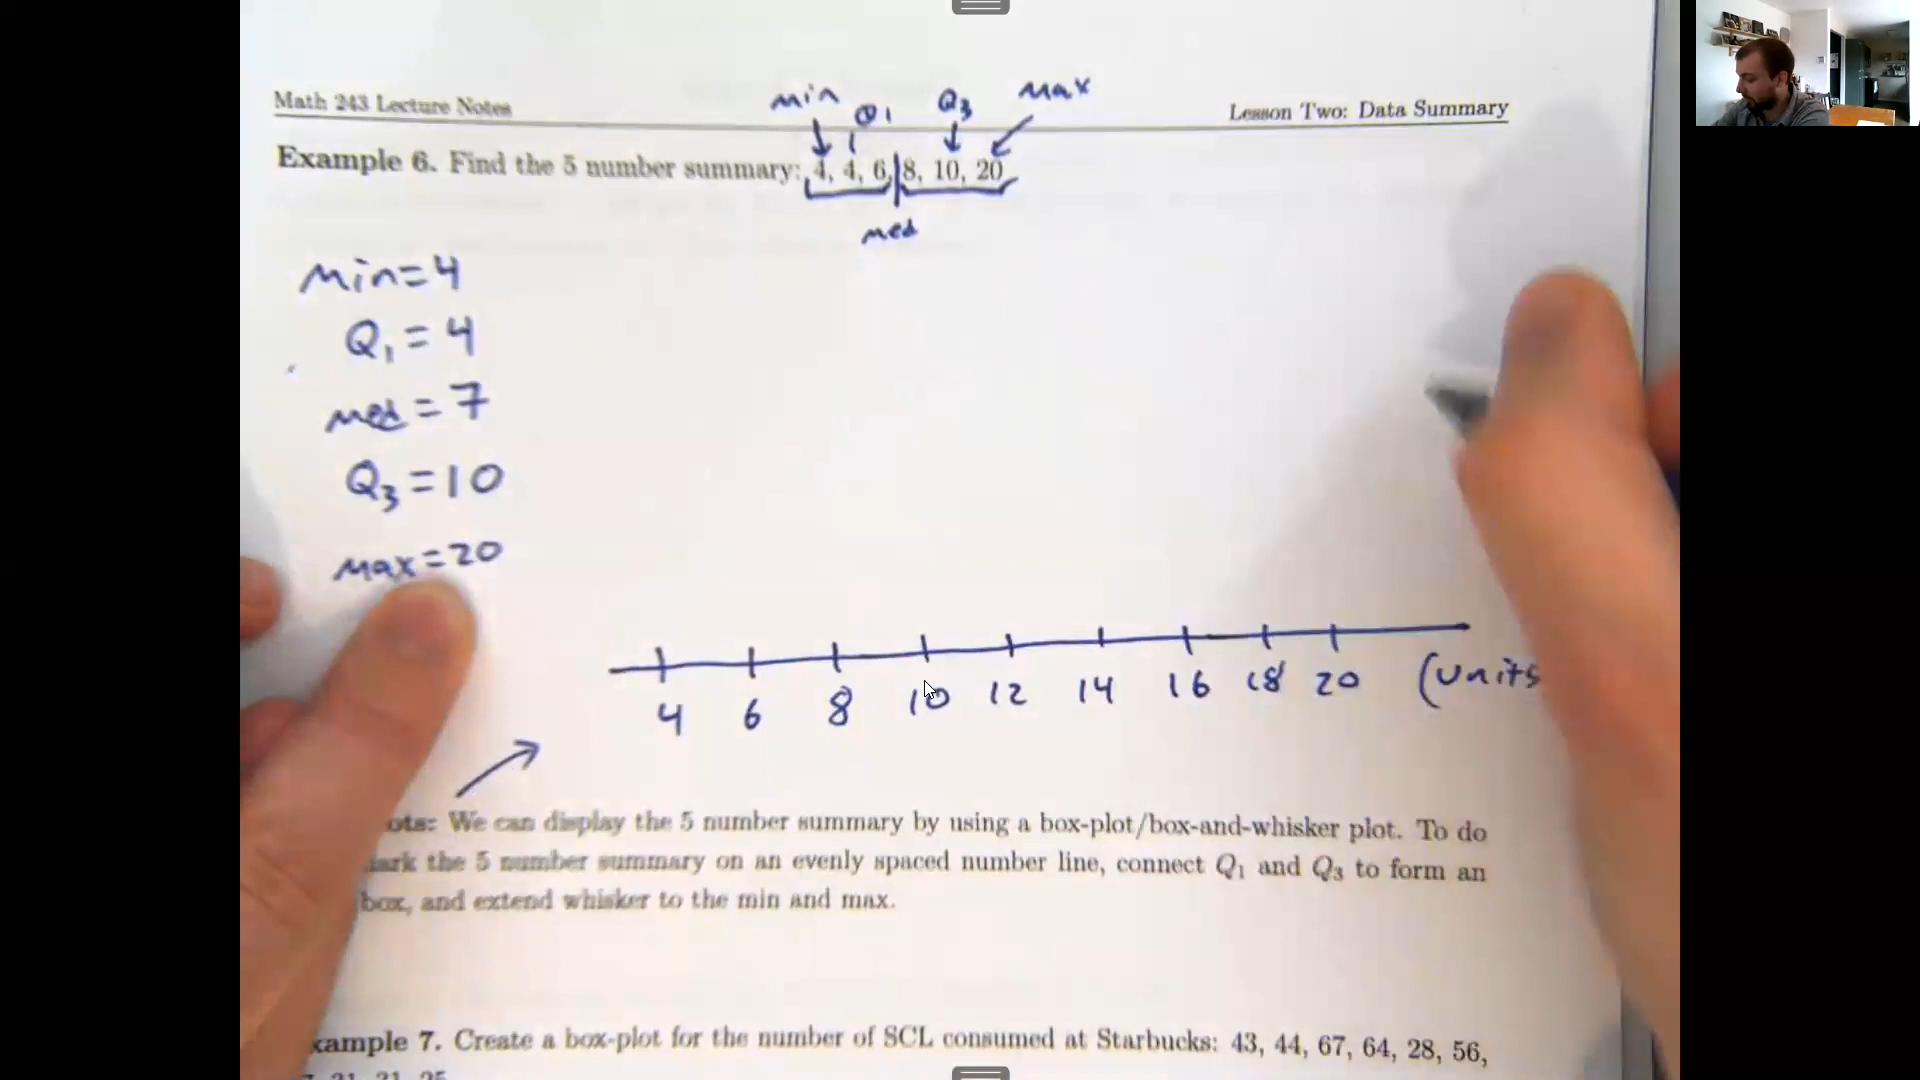 Math 243 Lecture Notes
Lesson Two: Data Summary
min Q1 Q3 Max
Example 6. Find the 5 number summary: 4, 4, 6, 8, 10, 20
med
Min=4
Q1 = 4
med = 7
Q3 = 10
Max=20
4 6 8 10 12 14 16 18 20 (units
We can display the 5 number summary by using a box-plot/box-and-whisker plot. To do
the 5 number summary on an evenly spaced number line, connect Q1 and Q3 to form an
box, and extend whisker to the min and max.
xample 7. Create a box-plot for the number of SCL consumed at Starbucks: 43, 44, 67, 64, 28, 56,